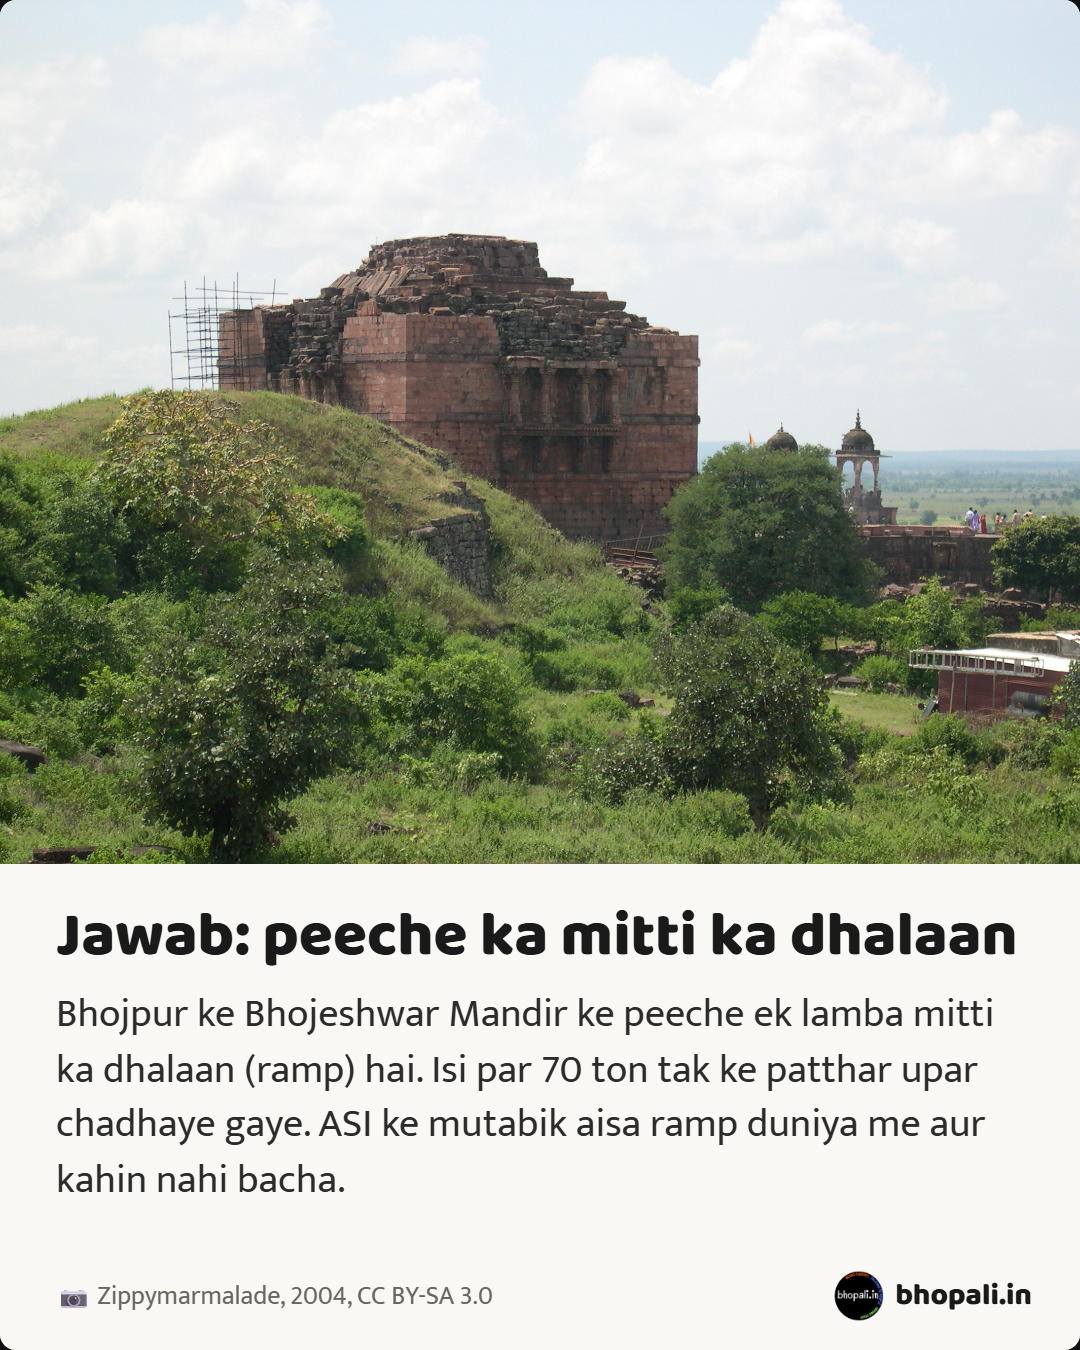 Jawab: peeche ka mitti ka dhalaan
Bhojpur ke Bhojeshwar Mandir ke peeche ek lamba mitti
ka dhalaan (ramp) hai. Isi par 70 ton tak ke patthar upar
chadhaye gaye. ASI ke mutabik aisa ramp duniya me aur
kahin nahi bacha.
Zippymarmalade, 2004, CC BY-SA 3.0
bhopali.in
bhopali.in